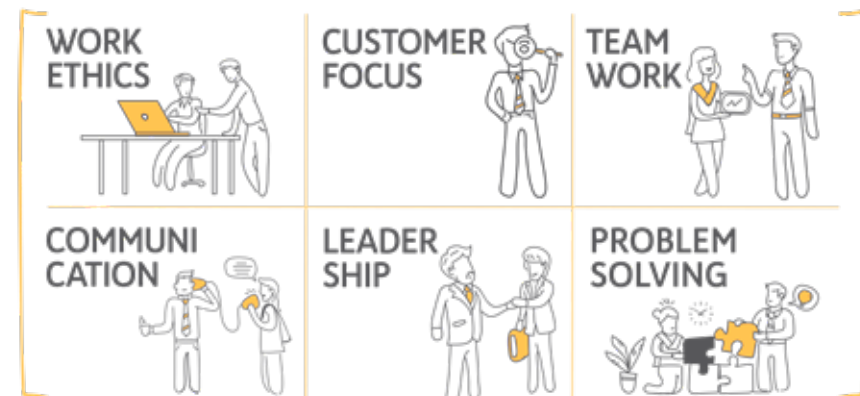 WORK
ETHICS
CUSTOMER
FOCUS
TEAM
WORK
COMMUNI
CATION
LEADER
SHIP
PROBLEM
SOLVING